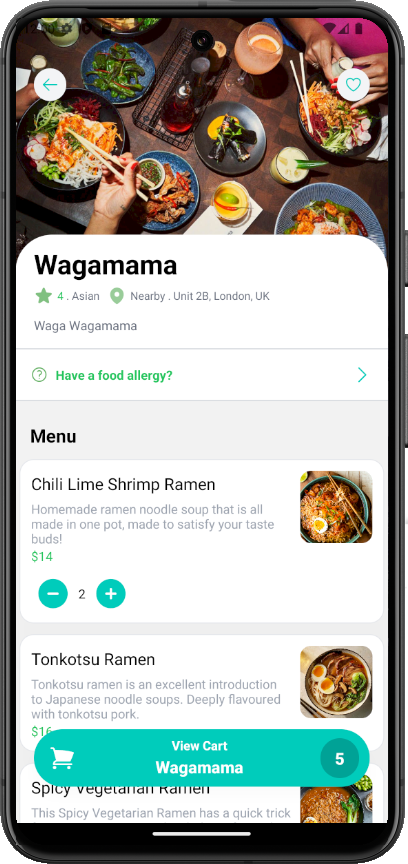 Wagamama
4 . Asian Nearby . Unit 2B, London, UK
Waga Wagamama
Have a food allergy?
Menu
Chili Lime Shrimp Ramen
Homemade ramen noodle soup that is all
made in one pot, made to satisfy your taste
buds!
$14
2
Tonkotsu Ramen
Tonkotsu ramen is an excellent introduction
to Japanese noodle soups. Deeply flavoured
with tonkotsu pork.
$16
View Cart
Wagamama
5
Spicy Vegetarian Ramen
This Spicy Vegetarian Ramen has a quick trick